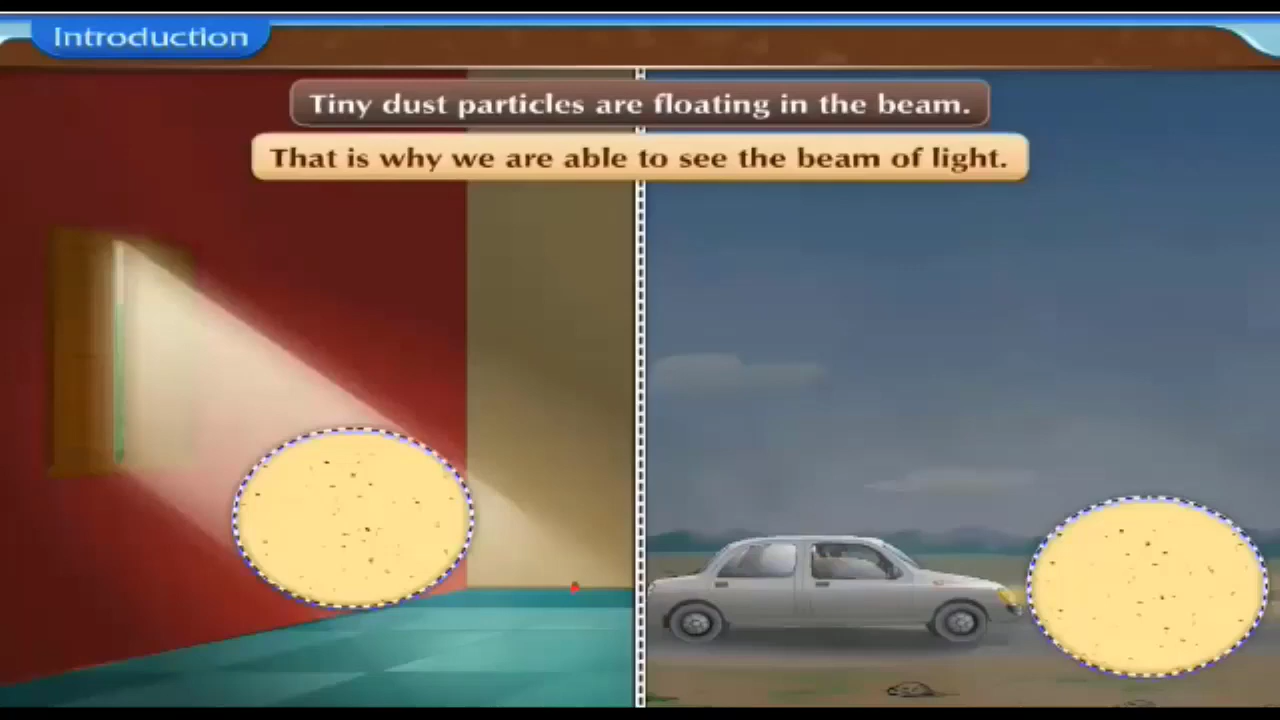 Introduction
Tiny dust particles are floating in the beam.
That is why we are able to see the beam of light.